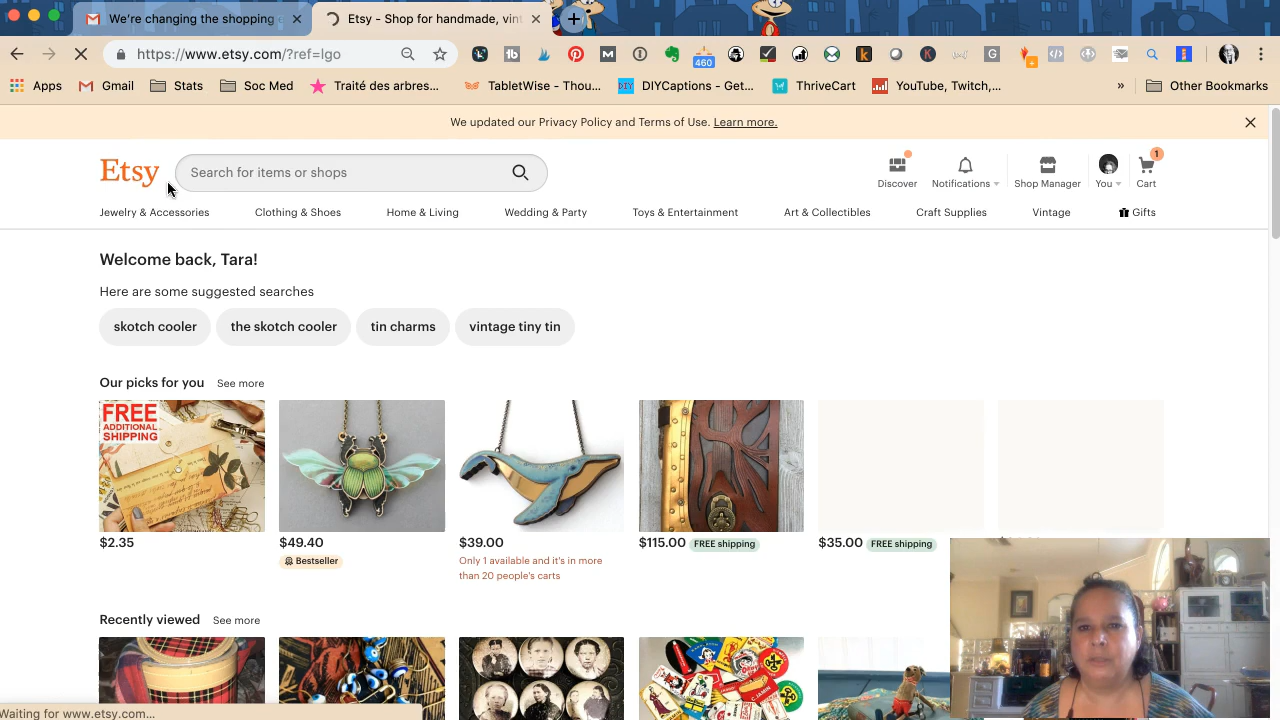 We're changing the shopping e
Etsy - Shop for handmade, vint
https://www.etsy.com/?ref=lgo
460
Apps
Gmail
Stats
Soc Med
Traité des arbres...
TabletWise - Thou...
DIYCaptions - Get...
ThriveCart
YouTube, Twitch,...
»
Other Bookmarks
We updated our Privacy Policy and Terms of Use. Learn more.
Etsy
Search for items or shops
Discover
Notifications
Shop Manager
You
1
Cart
Jewelry & Accessories
Clothing & Shoes
Home & Living
Wedding & Party
Toys & Entertainment
Art & Collectibles
Craft Supplies
Vintage
Gifts
Welcome back, Tara!
Here are some suggested searches
skotch cooler
the skotch cooler
tin charms
vintage tiny tin
Our picks for you See more
FREE
ADDITIONAL
SHIPPING
$2.35
$49.40
Bestseller
$39.00
Only 1 available and it's in more
than 20 people's carts
$115.00 FREE shipping
$35.00 FREE shipping
Recently viewed See more
Waiting for www.etsy.com...